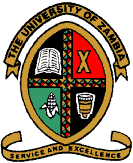 THE UNIVERSITY OF ZAMBIA
SERVICE AND EXCELLENCE